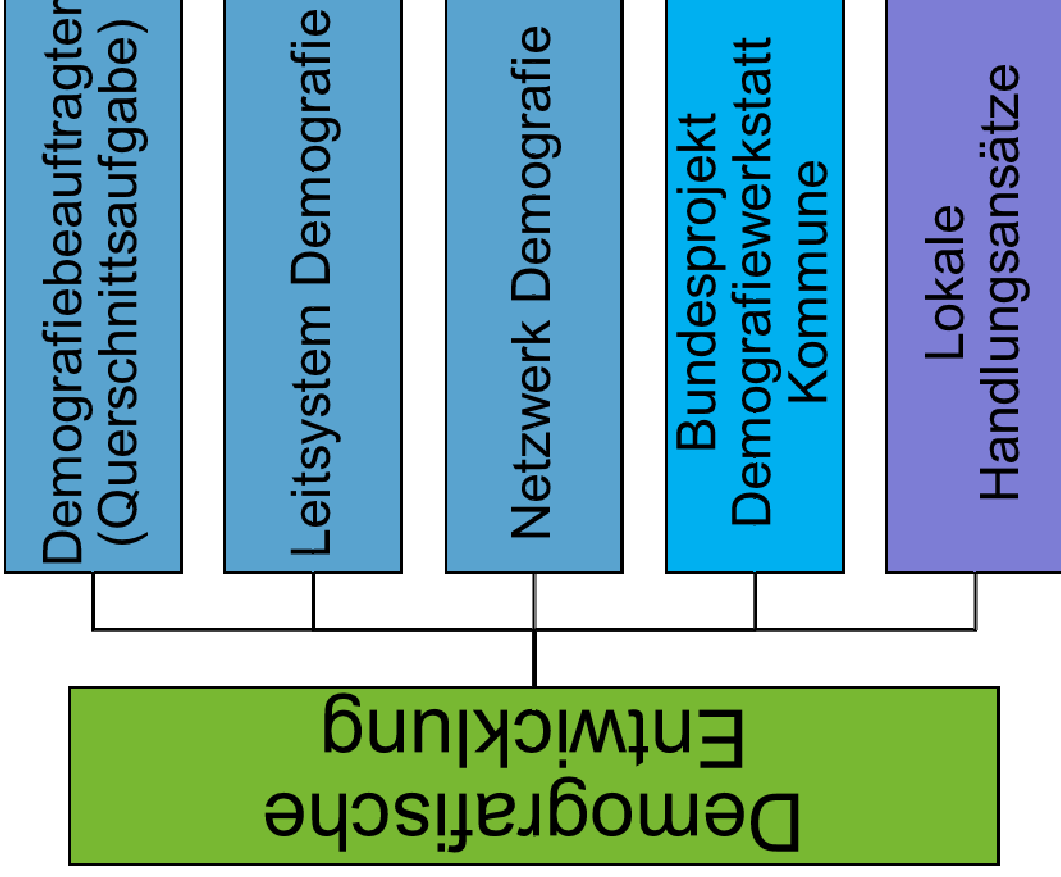 Demografische
Entwicklung
Demografiebeauftragter
(Querschnittsaufgabe)
Leitsystem Demografie
Netzwerk Demografie
Bundesprojekt
Demografiewerkstatt
Kommune
Lokale
Handlungsansätze